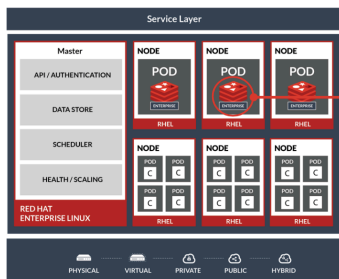 Service Layer
Master
API / AUTHENTICATION
DATA STORE
SCHEDULER
HEALTH / SCALING
RED HAT
ENTERPRISE LINUX
NODE
POD
ENTERPRISE
RHEL
NODE
POD
ENTERPRISE
RHEL
NODE
POD
ENTERPRISE
RHEL
NODE
POD POD
C C
POD POD
C C
RHEL
NODE
POD POD
C C
POD POD
C C
RHEL
NODE
POD POD
C C
POD POD
C C
RHEL
PHYSICAL VIRTUAL PRIVATE PUBLIC HYBRID